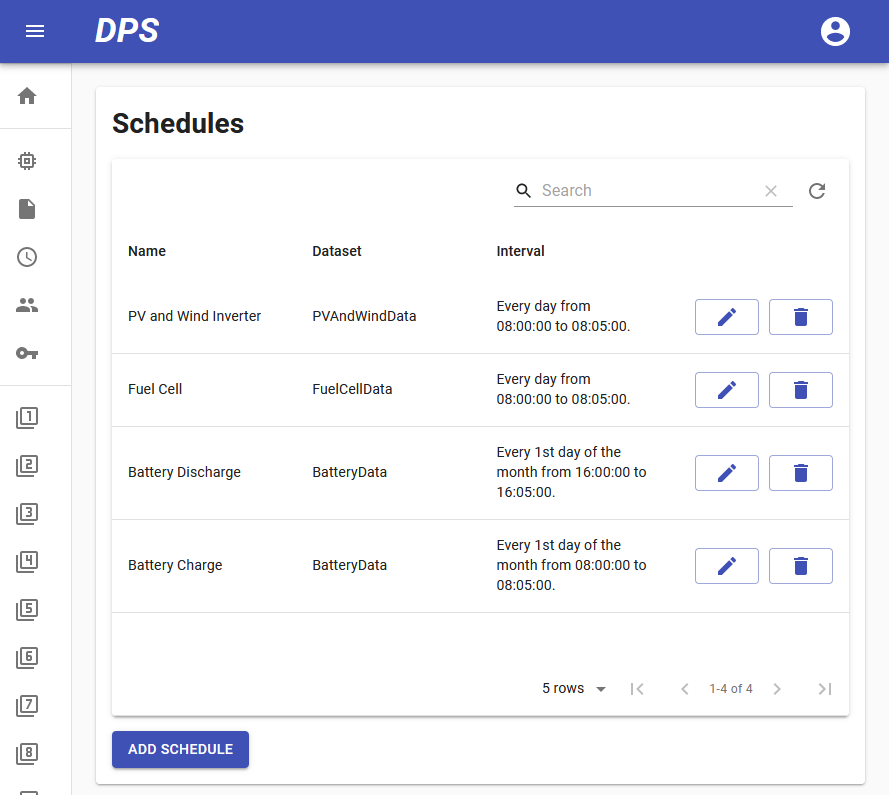 DPS
Schedules
Search
Name Dataset Interval
PV and Wind Inverter PVAndWindData Every day from
08:00:00 to 08:05:00.
Fuel Cell FuelCellData Every day from
08:00:00 to 08:05:00.
Battery Discharge BatteryData Every 1st day of the
month from 16:00:00 to
16:05:00.
Battery Charge BatteryData Every 1st day of the
month from 08:00:00 to
08:05:00.
5 rows 1-4 of 4
ADD SCHEDULE
1
2
3
4
5
6
7
8